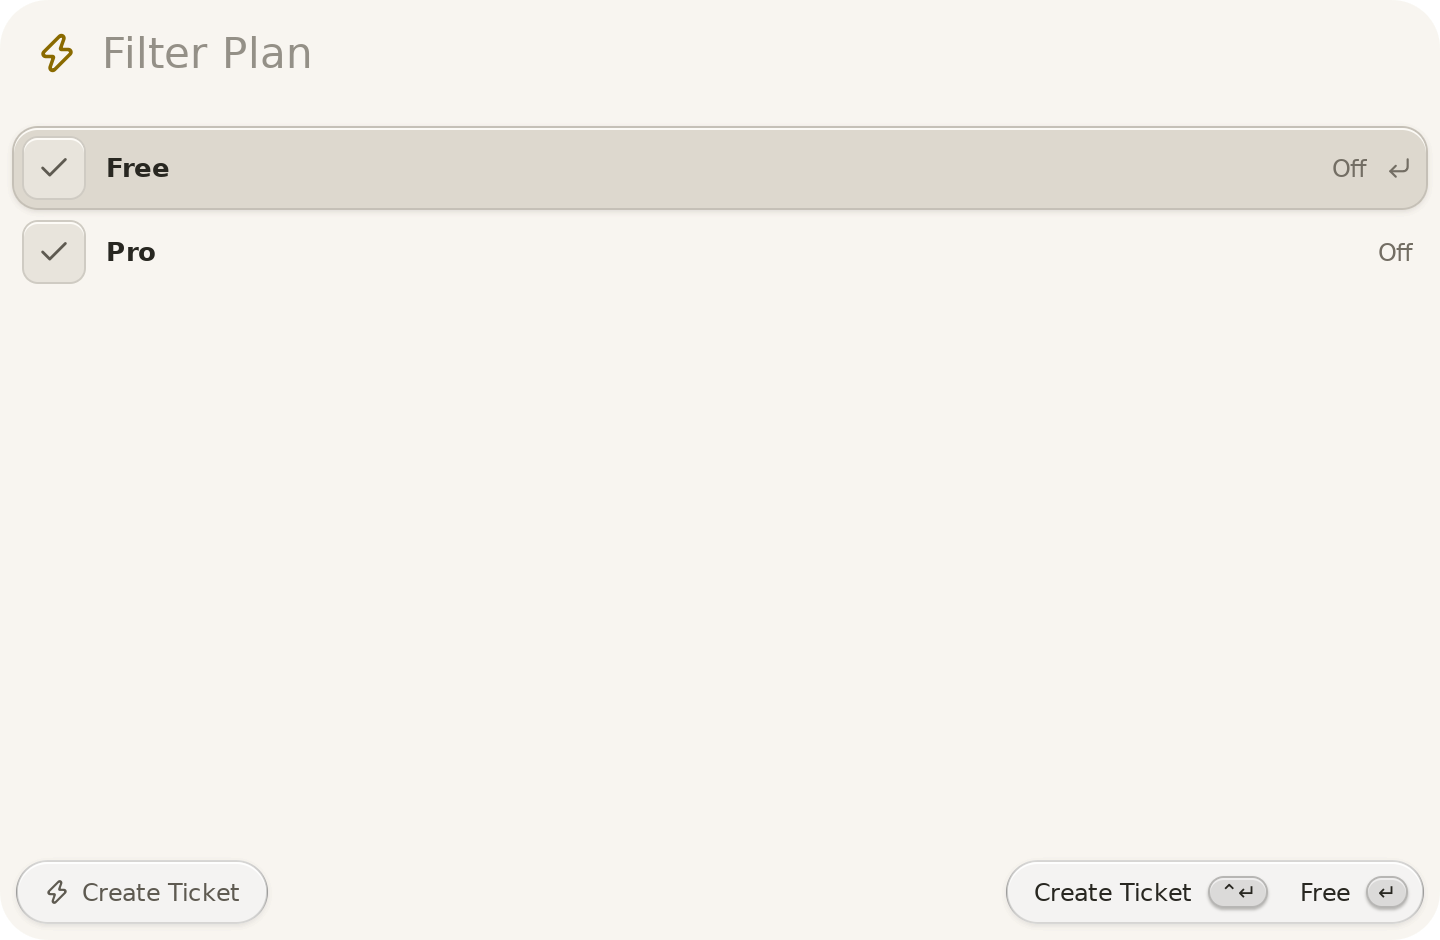 Filter Plan
Free Off
Pro Off
Create Ticket
Create Ticket Free